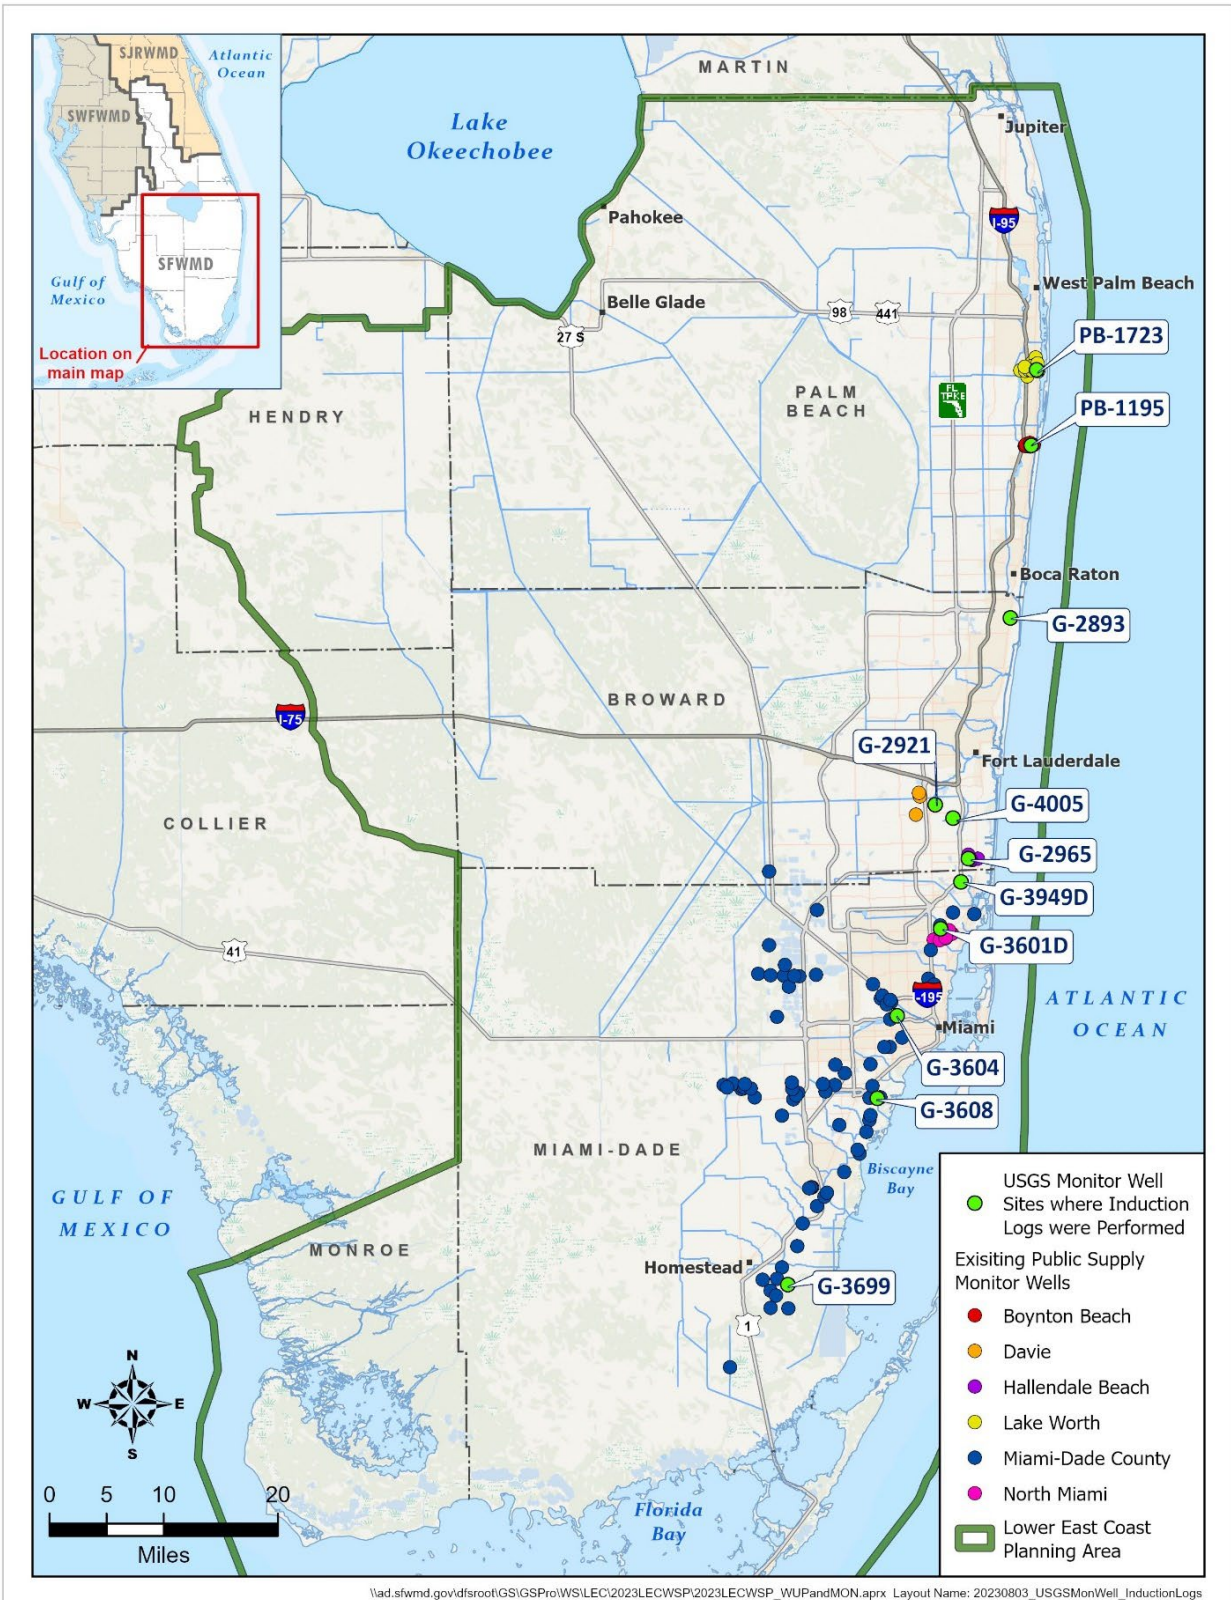 SJRWMD
Atlantic
Ocean
SWFWMD
SFWMD
Gulf of
Mexico
Location on
main map
MARTIN
Lake
Okeechobee
Jupiter
Pahokee
I-95
West Palm Beach
Belle Glade
98
441
27 S
PB-1723
PALM
BEACH
FL
TPKE
HENDRY
PB-1195
Boca Raton
G-2893
BROWARD
I-75
G-2921
Fort Lauderdale
COLLIER
G-4005
G-2965
G-3949D
41
G-3601D
I-195
ATLANTIC
OCEAN
Miami
G-3604
G-3608
MIAMI-DADE
Biscayne
Bay
GULF OF
MEXICO
MONROE
Homestead
G-3699
1
N
W
E
S
0 5 10 20
Miles
Florida
Bay
USGS Monitor Well
Sites where Induction
Logs were Performed
Exisiting Public Supply
Monitor Wells
Boynton Beach
Davie
Hallendale Beach
Lake Worth
Miami-Dade County
North Miami
Lower East Coast
Planning Area
\\ad.sfwmd.gov\dfsroot\GS\GSPro\WS\LEC\2023LECWSP\2023LECWSP_WUPandMON.aprx Layout Name: 20230803_USGSMonWell_InductionLogs